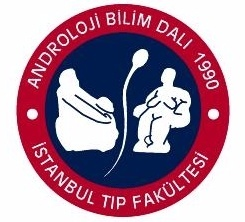 ANDROLOJİ BİLİM DALI 1990
İSTANBUL TIP FAKÜLTESİ